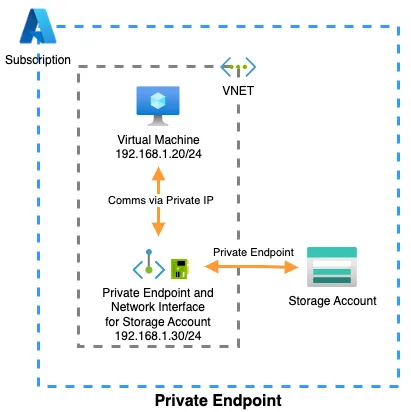 Subscription
VNET
Virtual Machine
192.168.1.20/24
Comms via Private IP
Private Endpoint
Private Endpoint and
Network Interface
for Storage Account
192.168.1.30/24
Storage Account
Private Endpoint